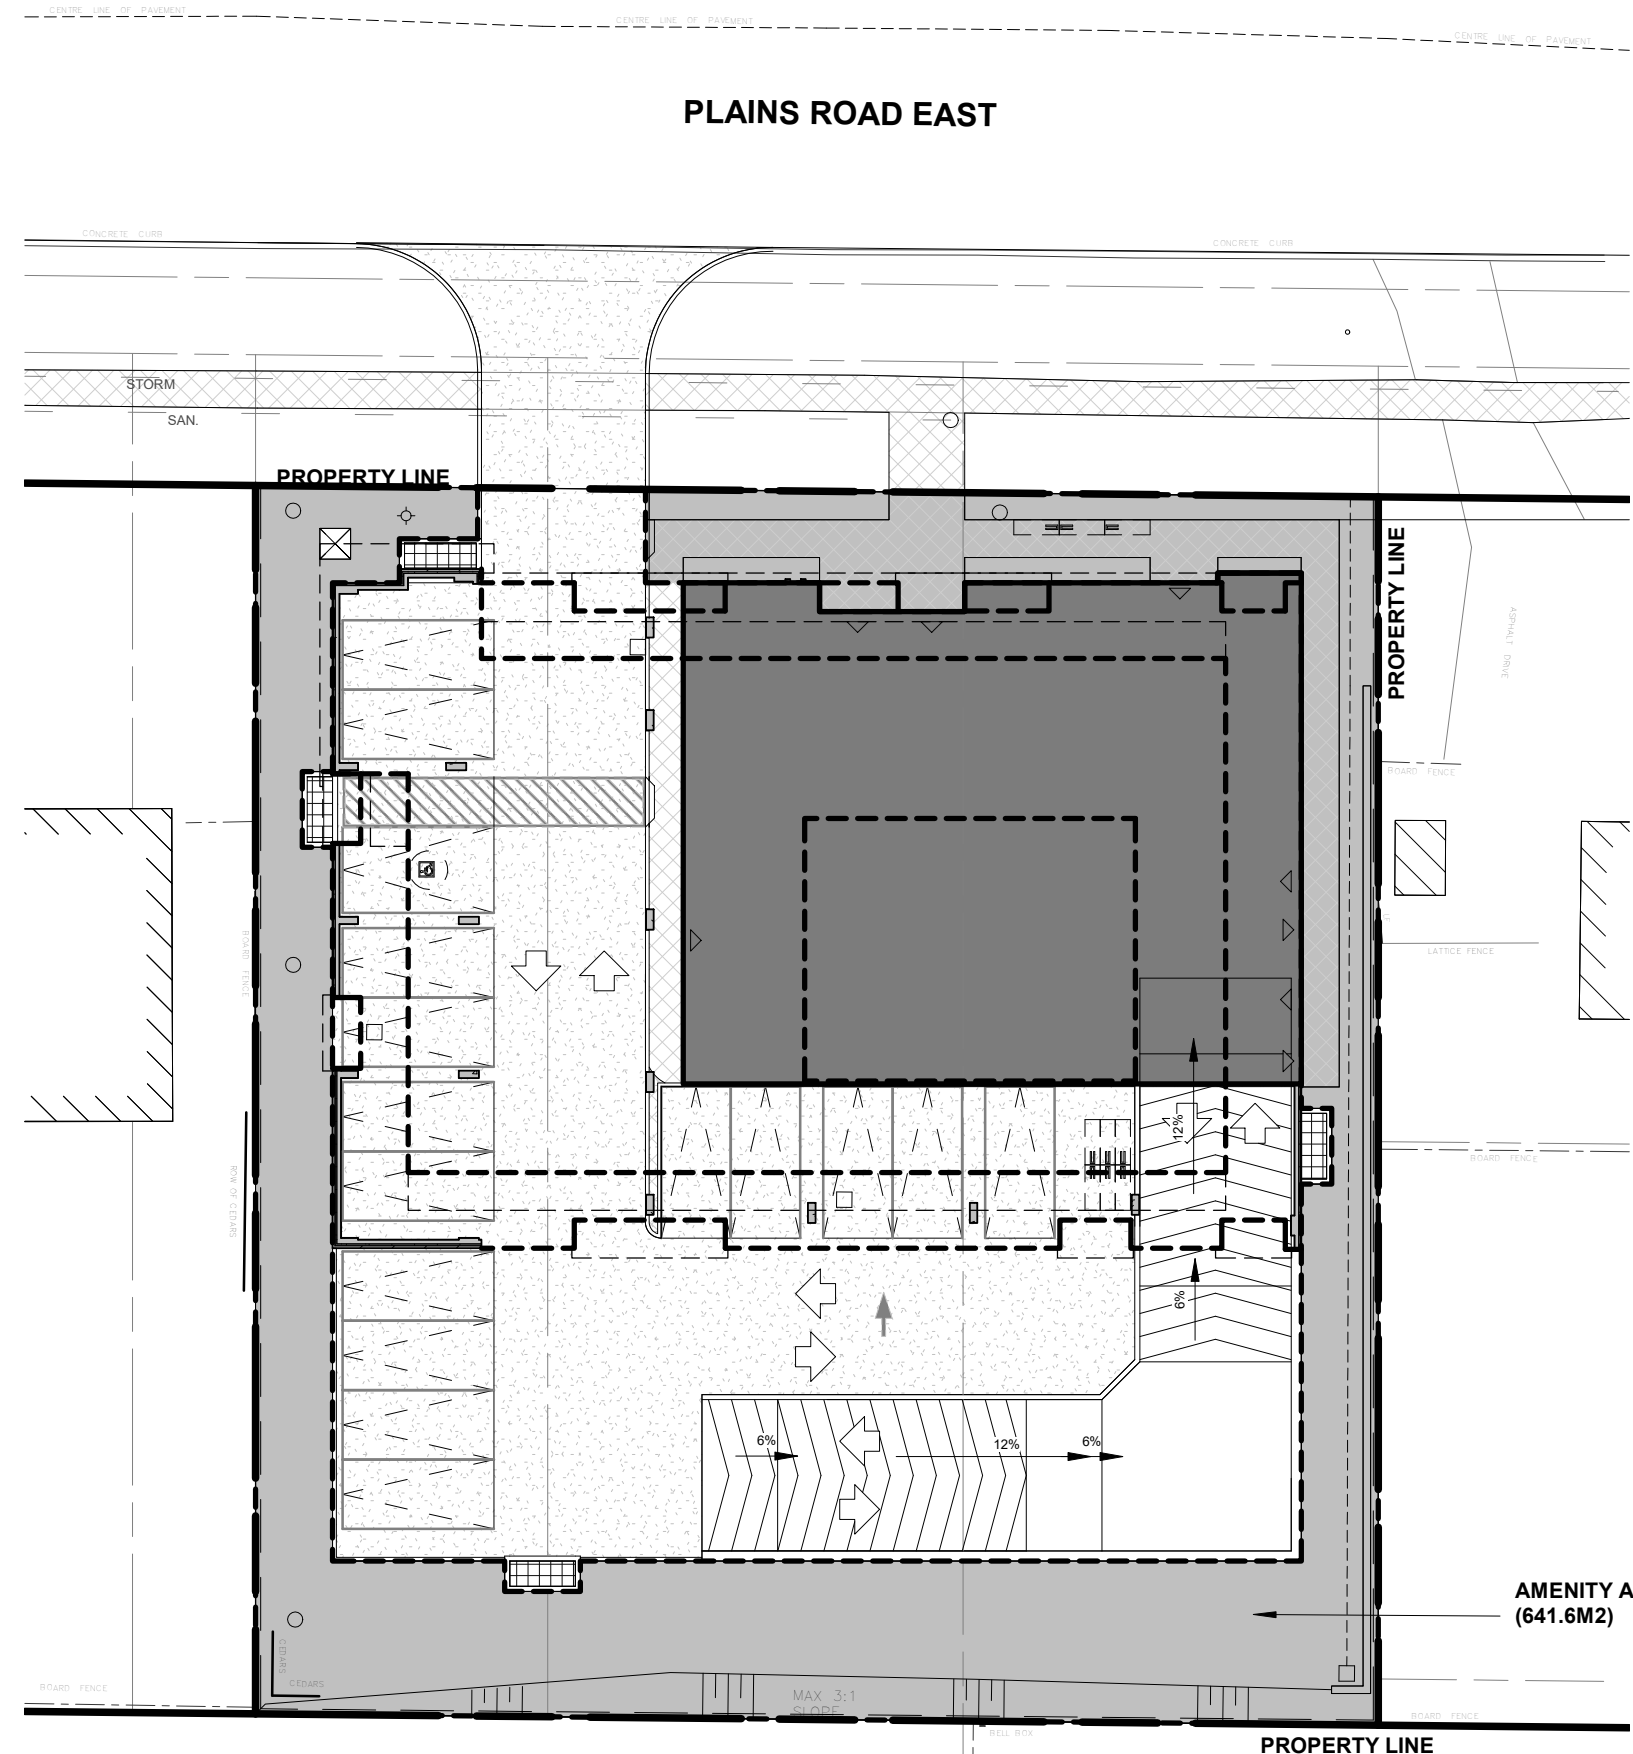 CENTRE LINE OF PAVEMENT
CENTRE LINE OF PAVEMENT
CENTRE LINE OF PAVEMENT
PLAINS ROAD EAST
CONCRETE CURB
CONCRETE CURB
STORM
SAN.
PROPERTY LINE
PROPERTY LINE
ASPHALT DRIVE
BOARD FENCE
BOARD FENCE
LATTICE FENCE
12%
BOARD FENCE
ROW OF CEDARS
6%
6%
12%
6%
AMENITY A
(641.6M2)
CEDARS
CEDARS
BOARD FENCE
MAX 3:1
SLOPE
BELL BOX
BOARD FENCE
PROPERTY LINE